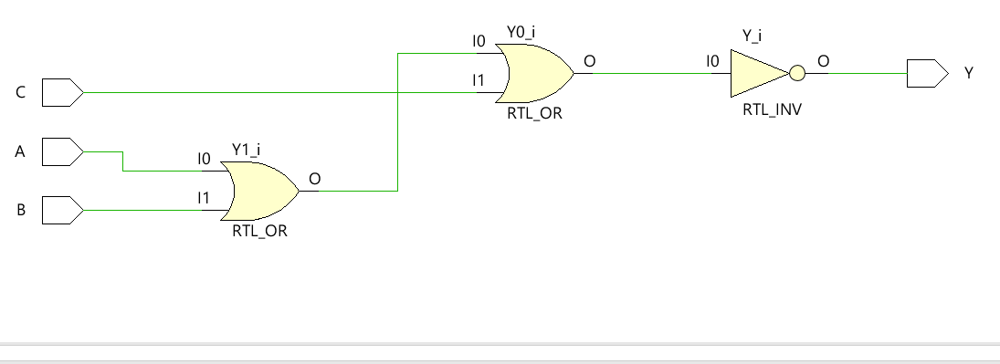 Y0_i
I0
I1
O
RTL_OR
Y_i
I0
O
RTL_INV
Y
C
A
B
Y1_i
I0
I1
O
RTL_OR